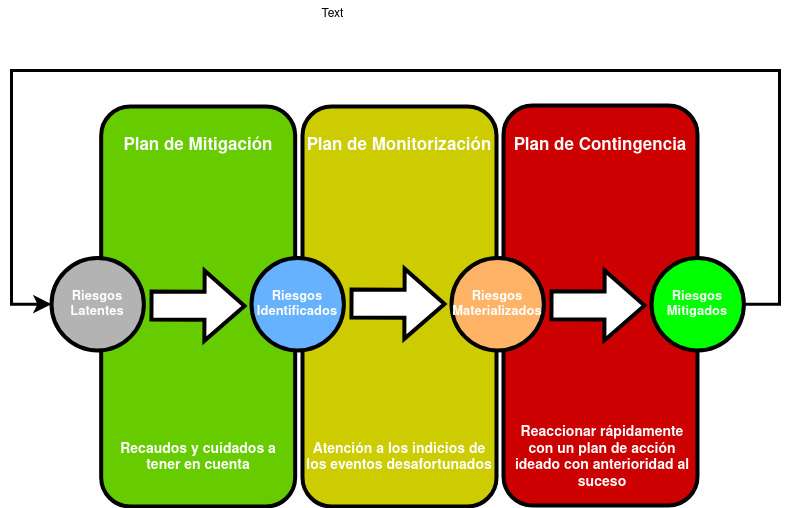 Text
Plan de Mitigación
Plan de Monitorización
Plan de Contingencia
Riesgos
Latentes
Riesgos
Identificados
Riesgos
Materializados
Riesgos
Mitigados
Recaudos y cuidados a
tener en cuenta
Atención a los indicios de
los eventos desafortunados
Reaccionar rápidamente
con un plan de acción
ideado con anterioridad al
suceso